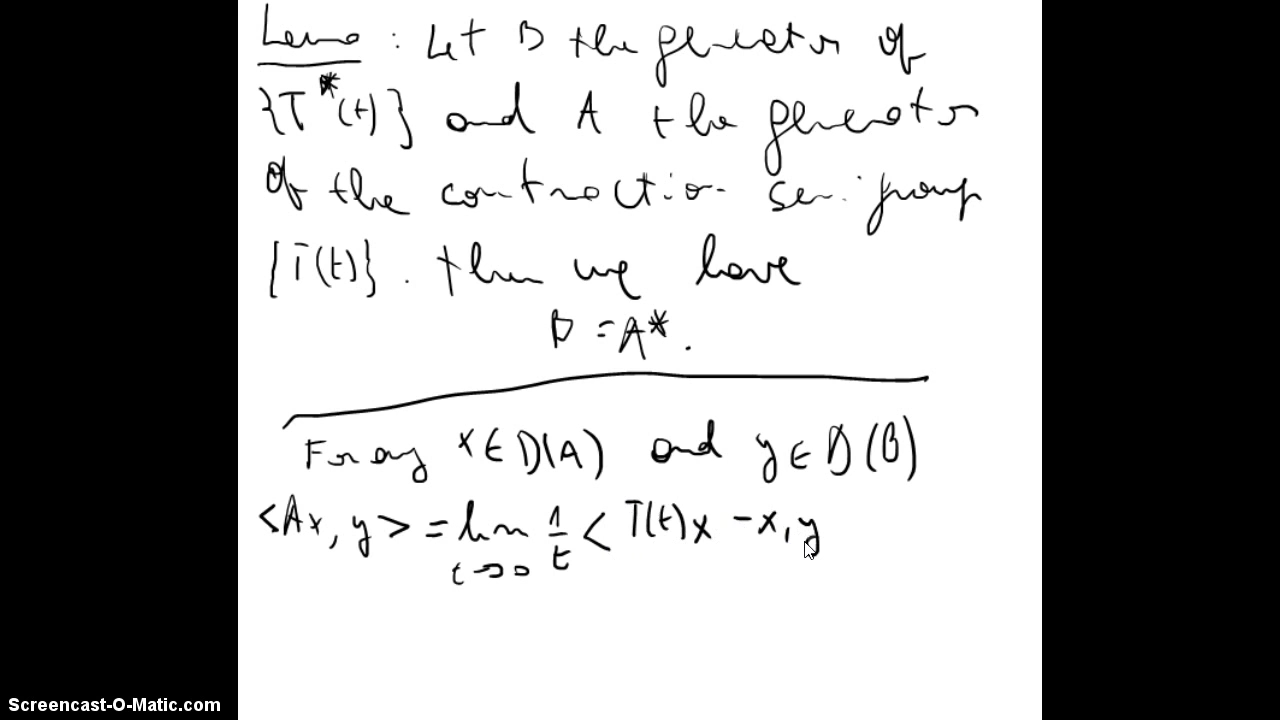 Lema : Let B the generator of
{T*(t)} and A the generator
of the contraction semigroup
{T(t)}. then we have
B = A*.
For any x ∈ D(A) and y ∈ D(B)
<Ax, y> = lim 1/t < T(t)x - x, y
t → 0
Screencast-O-Matic.com